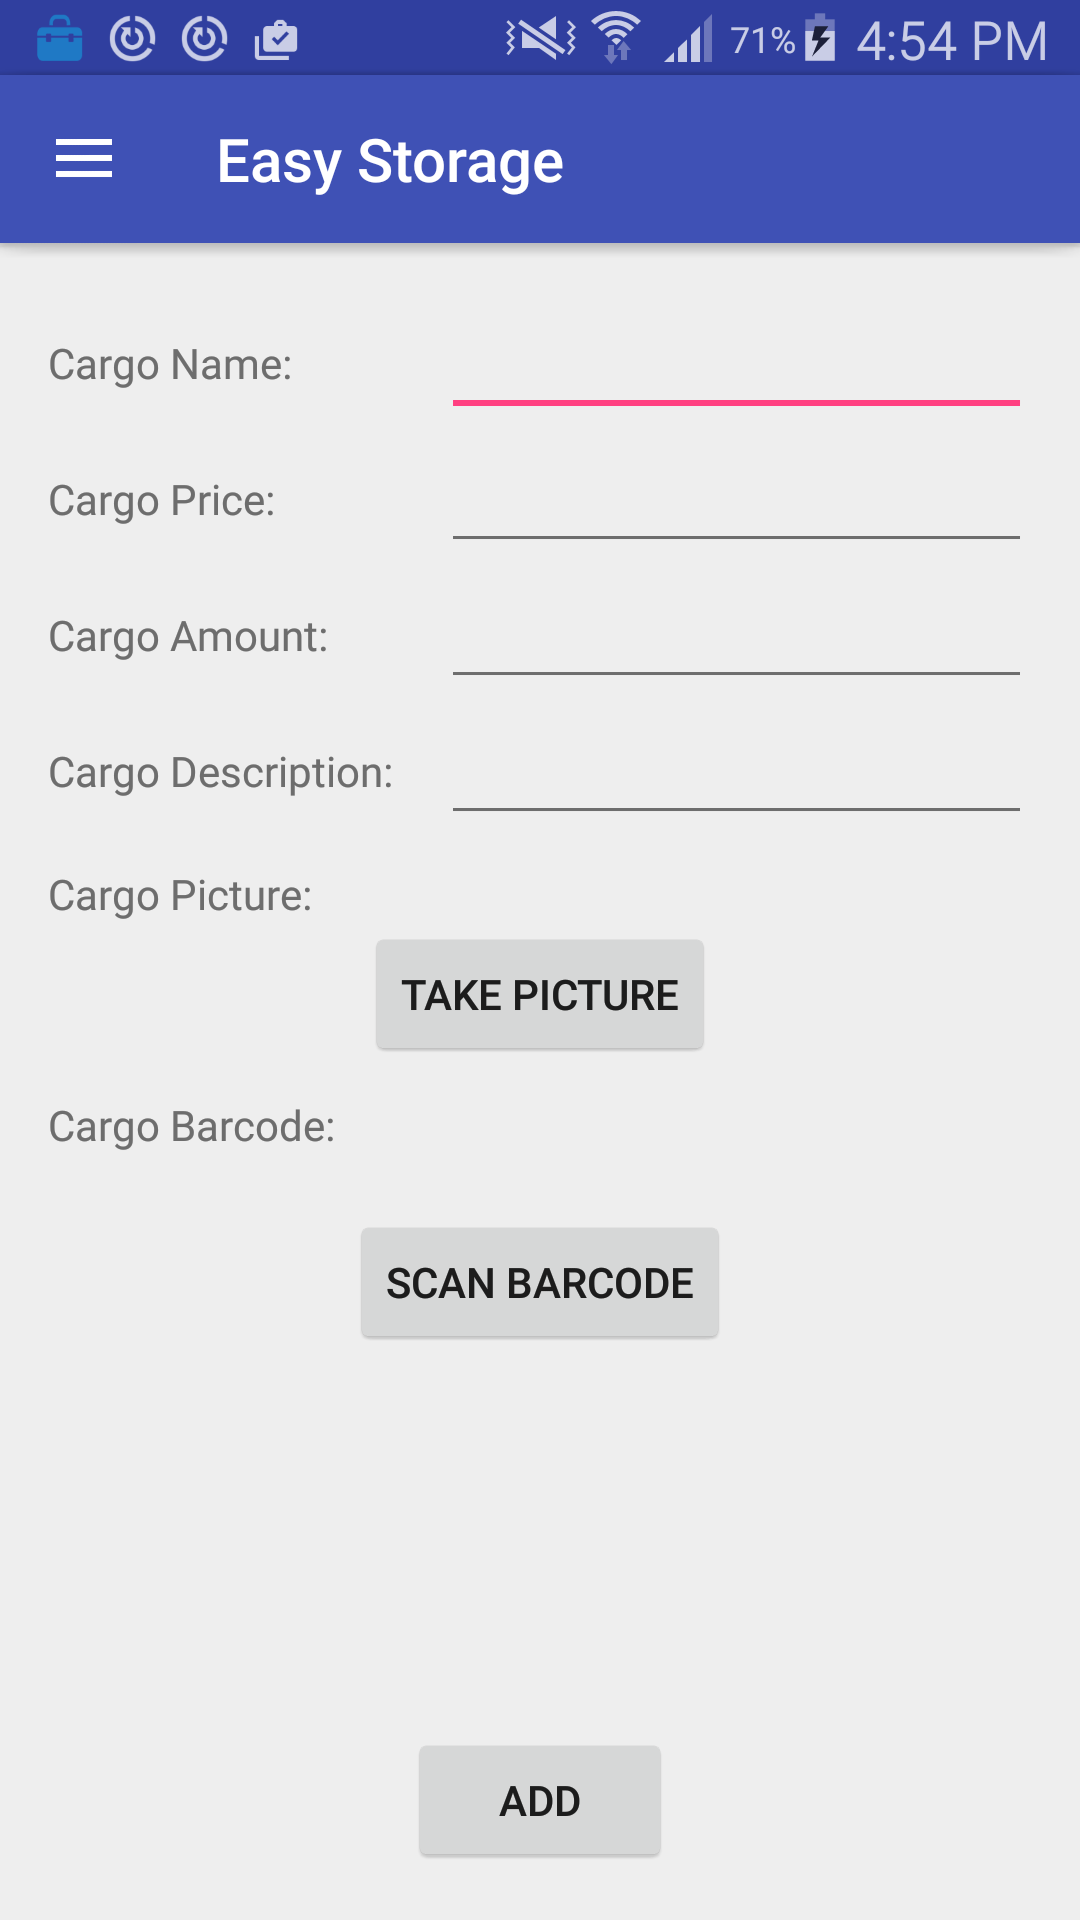 71% 4:54 PM
Easy Storage
Cargo Name:
Cargo Price:
Cargo Amount:
Cargo Description:
Cargo Picture:
TAKE PICTURE
Cargo Barcode:
SCAN BARCODE
ADD